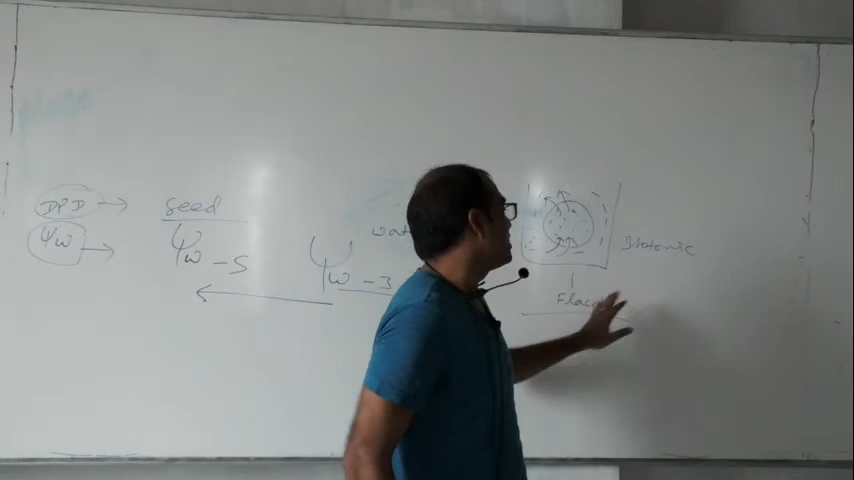 DPD
Ψw
seed
Ψw -5
Ψw -3
wat
Isotonic
Flacc